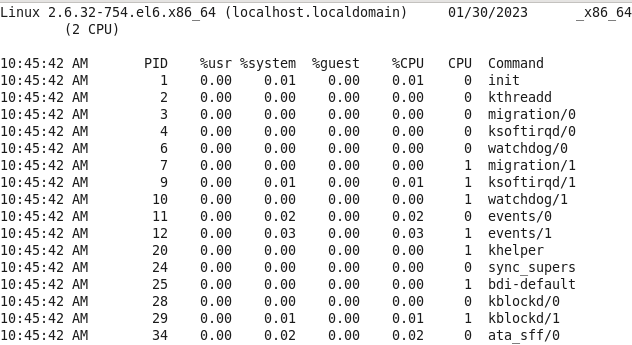 Linux 2.6.32-754.el6.x86_64 (localhost.localdomain)     01/30/2023      _x86_64
        (2 CPU)

10:45:42 AM       PID    %usr %system  %guest    %CPU   CPU  Command
10:45:42 AM         1    0.00    0.01    0.00    0.01     0  init
10:45:42 AM         2    0.00    0.00    0.00    0.00     0  kthreadd
10:45:42 AM         3    0.00    0.00    0.00    0.00     0  migration/0
10:45:42 AM         4    0.00    0.00    0.00    0.00     0  ksoftirqd/0
10:45:42 AM         6    0.00    0.00    0.00    0.00     0  watchdog/0
10:45:42 AM         7    0.00    0.00    0.00    0.00     1  migration/1
10:45:42 AM         9    0.00    0.01    0.00    0.01     1  ksoftirqd/1
10:45:42 AM        10    0.00    0.00    0.00    0.00     1  watchdog/1
10:45:42 AM        11    0.00    0.02    0.00    0.02     0  events/0
10:45:42 AM        12    0.00    0.03    0.00    0.03     1  events/1
10:45:42 AM        20    0.00    0.00    0.00    0.00     1  khelper
10:45:42 AM        24    0.00    0.00    0.00    0.00     0  sync_supers
10:45:42 AM        25    0.00    0.00    0.00    0.00     1  bdi-default
10:45:42 AM        28    0.00    0.00    0.00    0.00     0  kblockd/0
10:45:42 AM        29    0.00    0.01    0.00    0.01     1  kblockd/1
10:45:42 AM        34    0.00    0.02    0.00    0.02     0  ata_sff/0